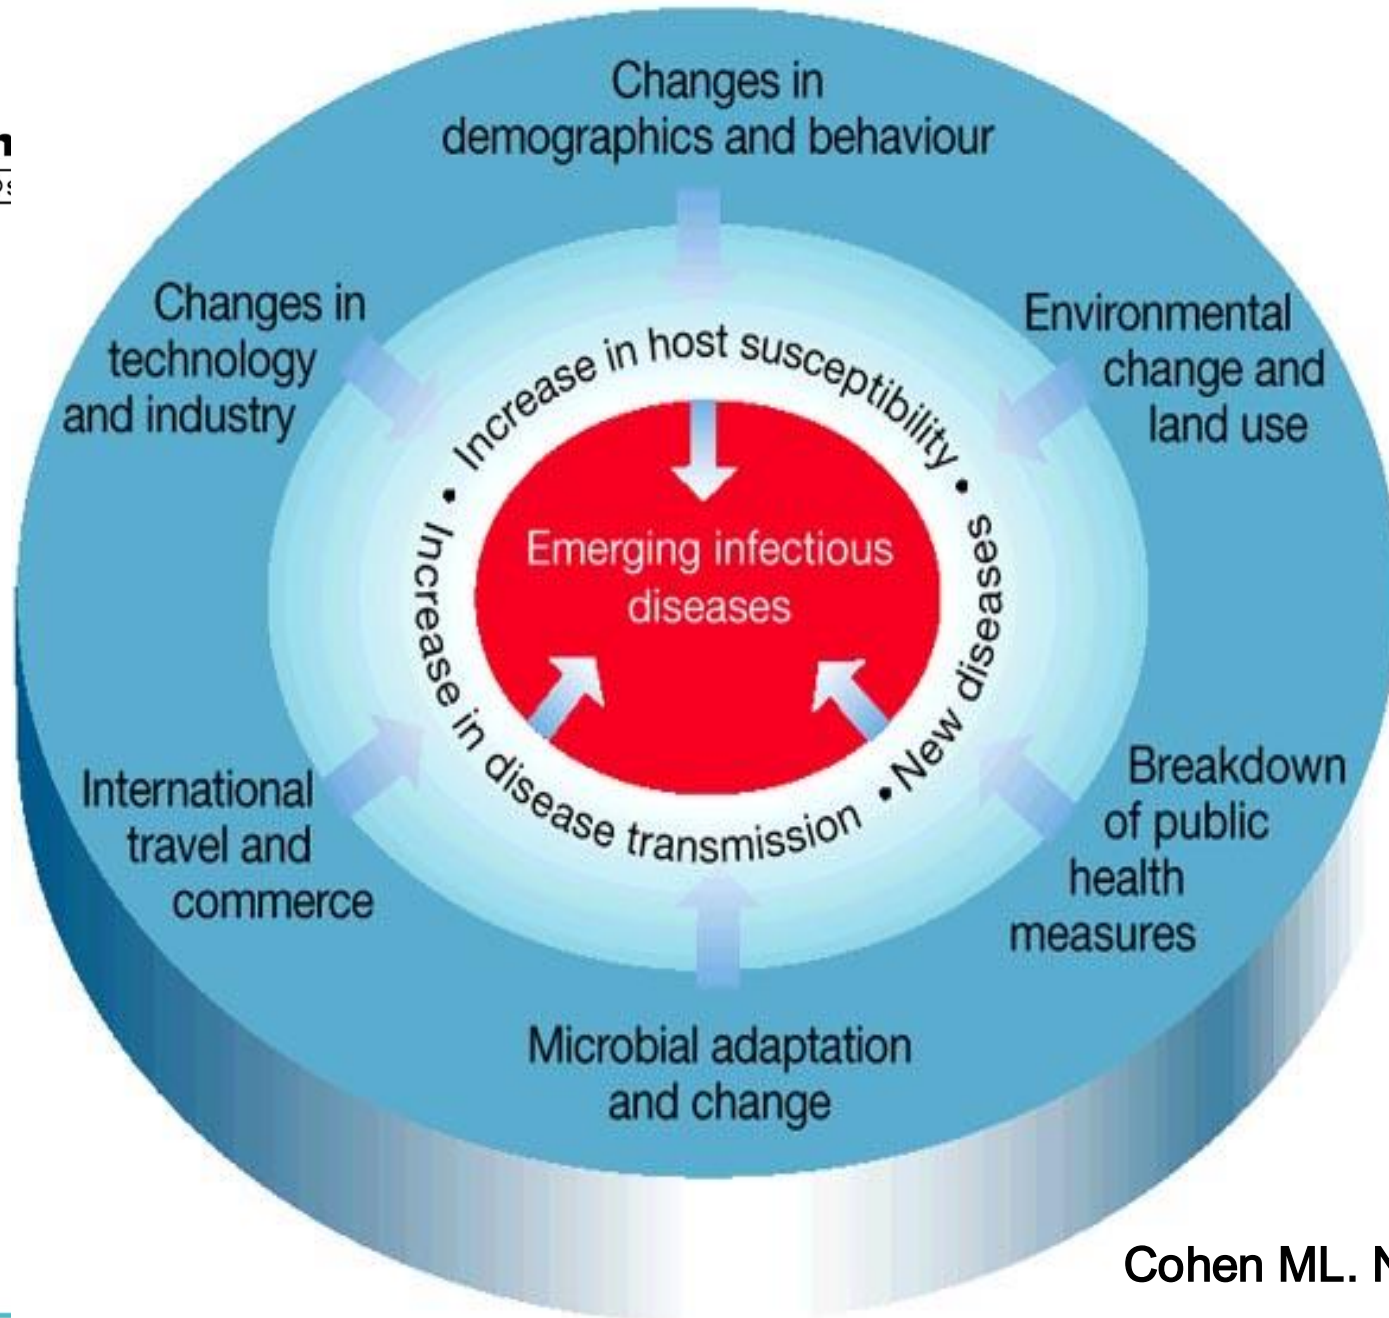 Changes in
demographics and behaviour
Changes in
technology
and industry
Environmental
change and
land use
• Increase in host susceptibility •
New diseases •
Increase in disease transmission
Emerging infectious
diseases
International
travel and
commerce
Breakdown
of public
health
measures
Microbial adaptation
and change
Cohen ML.